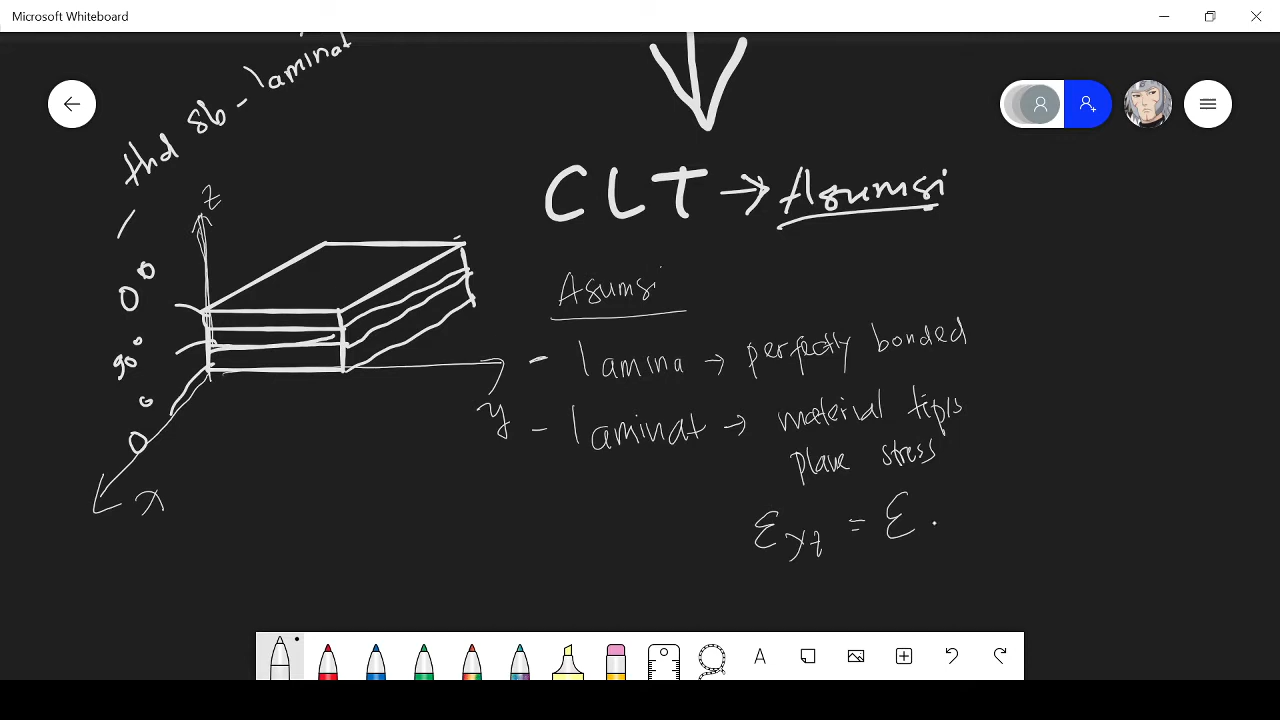 Microsoft Whiteboard
thd sb-laminat
CLT → Asumsi
z
0°
90°
0°
x
y
Asumsi
- lamina → perfectly bonded
- laminat → material tipis
plane stress
εyz = ε
A